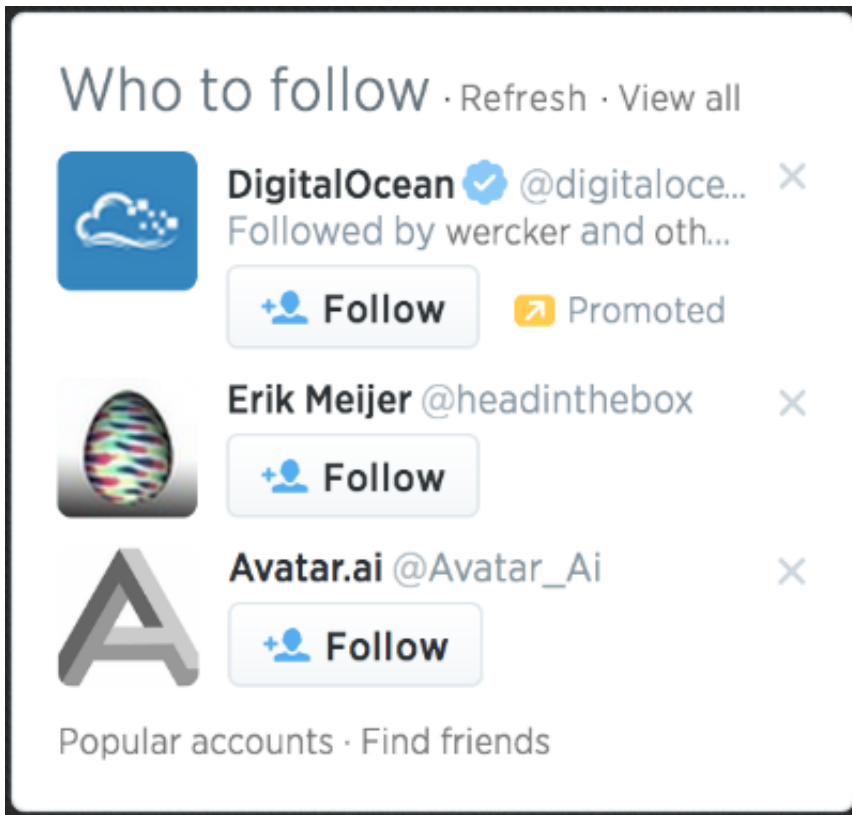 Who to follow · Refresh · View all
DigitalOcean @digitaloce...
Followed by wercker and oth...
Follow Promoted
Erik Meijer @headinthebox
Follow
Avatar.ai @Avatar_Ai
Follow
Popular accounts · Find friends